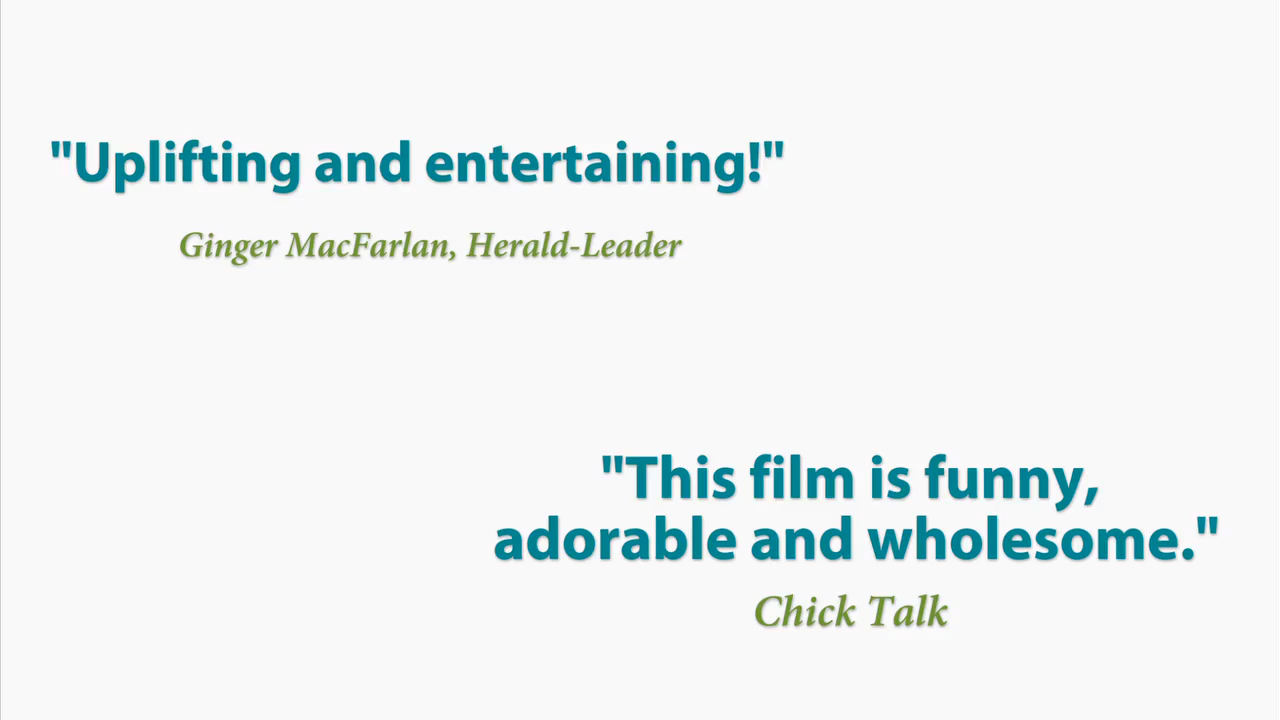 "Uplifting and entertaining!"
Ginger MacFarlan, Herald-Leader
"This film is funny,
adorable and wholesome."
Chick Talk